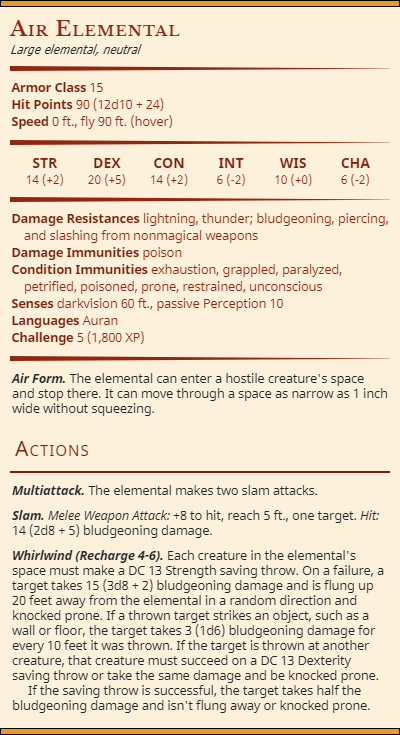 Air Elemental
Large elemental, neutral
Armor Class 15
Hit Points 90 (12d10 + 24)
Speed 0 ft., fly 90 ft. (hover)
STR DEX CON INT WIS CHA
14 (+2) 20 (+5) 14 (+2) 6 (-2) 10 (+0) 6 (-2)
Damage Resistances lightning, thunder; bludgeoning, piercing,
and slashing from nonmagical weapons
Damage Immunities poison
Condition Immunities exhaustion, grappled, paralyzed,
petrified, poisoned, prone, restrained, unconscious
Senses darkvision 60 ft., passive Perception 10
Languages Auran
Challenge 5 (1,800 XP)
Air Form. The elemental can enter a hostile creature's space
and stop there. It can move through a space as narrow as 1 inch
wide without squeezing.
Actions
Multiattack. The elemental makes two slam attacks.
Slam. Melee Weapon Attack: +8 to hit, reach 5 ft., one target. Hit:
14 (2d8 + 5) bludgeoning damage.
Whirlwind (Recharge 4-6). Each creature in the elemental's
space must make a DC 13 Strength saving throw. On a failure, a
target takes 15 (3d8 + 2) bludgeoning damage and is flung up
20 feet away from the elemental in a random direction and
knocked prone. If a thrown target strikes an object, such as a
wall or floor, the target takes 3 (1d6) bludgeoning damage for
every 10 feet it was thrown. If the target is thrown at another
creature, that creature must succeed on a DC 13 Dexterity
saving throw or take the same damage and be knocked prone.
If the saving throw is successful, the target takes half the
bludgeoning damage and isn't flung away or knocked prone.